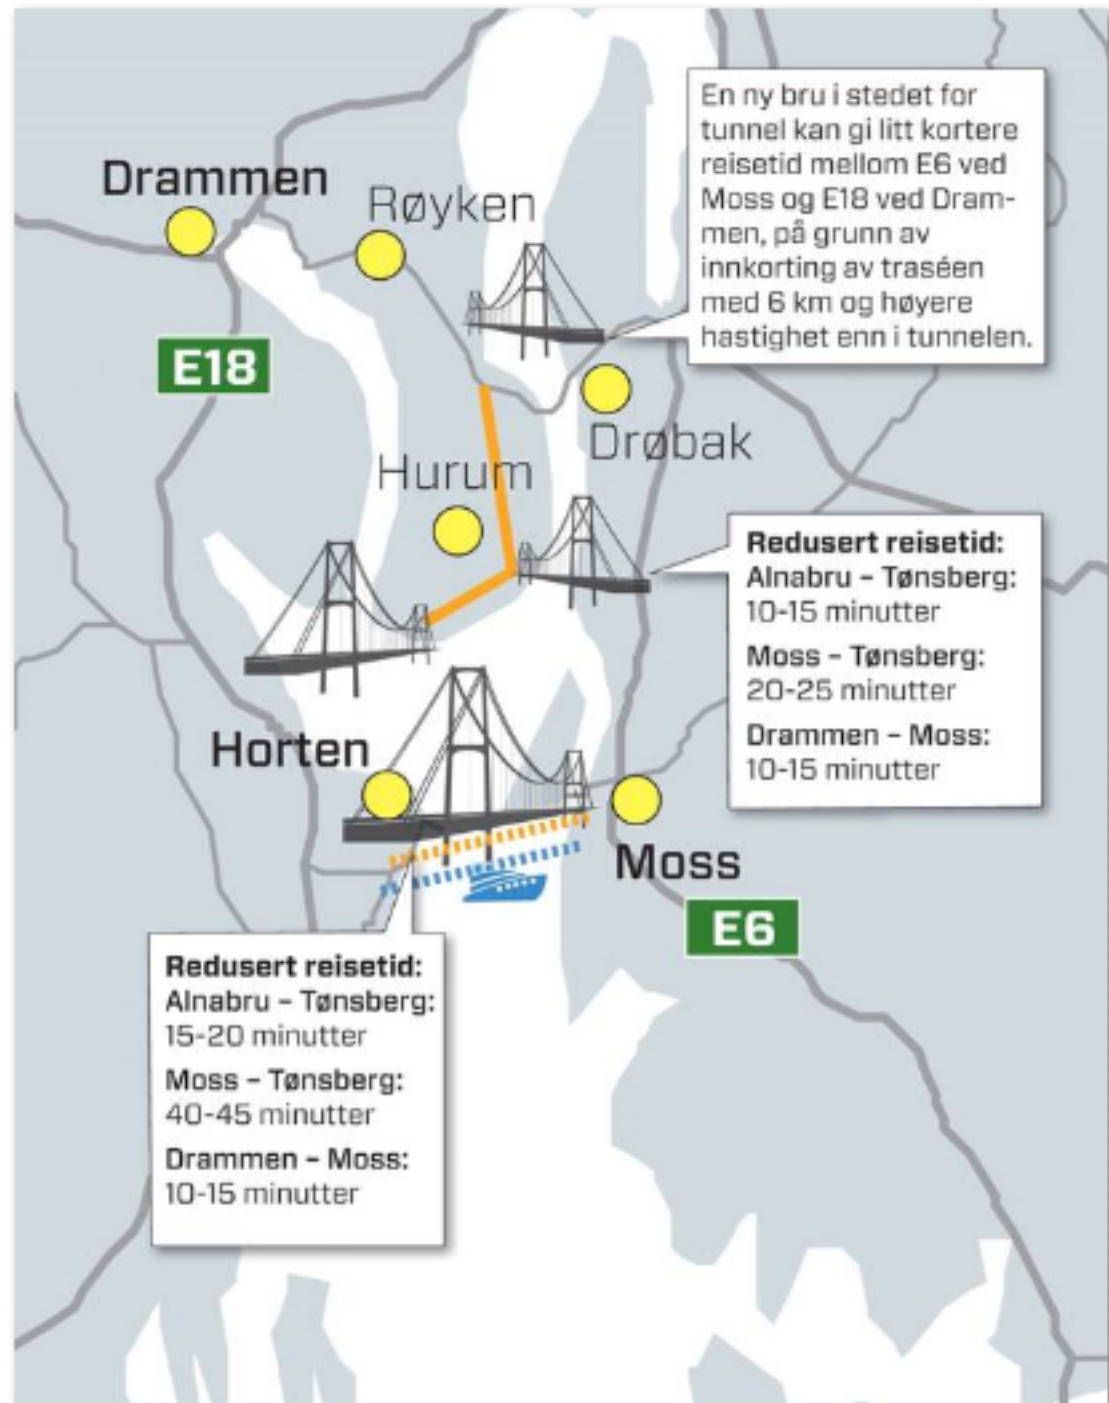 En ny bru i stedet for
tunnel kan gi litt kortere
reisetid mellom E6 ved
Moss og E18 ved Dram-
men, på grunn av
innkorting av traséen
med 6 km og høyere
hastighet enn i tunnelen.
Drammen
Røyken
E18
Drøbak
Hurum
Redusert reisetid:
Alnabru – Tønsberg:
10-15 minutter
Moss – Tønsberg:
20-25 minutter
Drammen – Moss:
10-15 minutter
Horten
Moss
E6
Redusert reisetid:
Alnabru – Tønsberg:
15-20 minutter
Moss – Tønsberg:
40-45 minutter
Drammen – Moss:
10-15 minutter